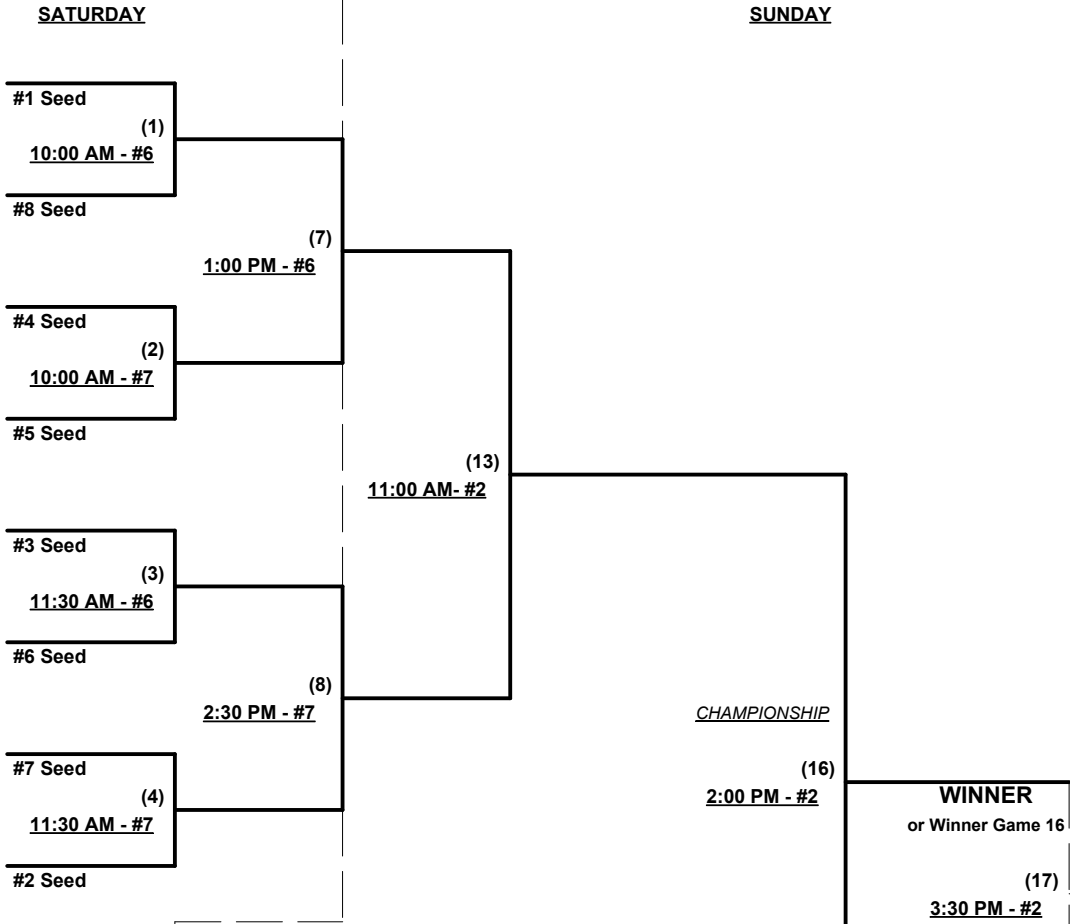 SATURDAY
SUNDAY
#1 Seed
(1)
10:00 AM - #6
#8 Seed
(7)
1:00 PM - #6
#4 Seed
(2)
10:00 AM - #7
#5 Seed
(13)
11:00 AM- #2
#3 Seed
(3)
11:30 AM - #6
#6 Seed
(8)
2:30 PM - #7
#7 Seed
(4)
11:30 AM - #7
#2 Seed
CHAMPIONSHIP
(16)
2:00 PM - #2
WINNER
or Winner Game 16
(17)
3:30 PM - #2